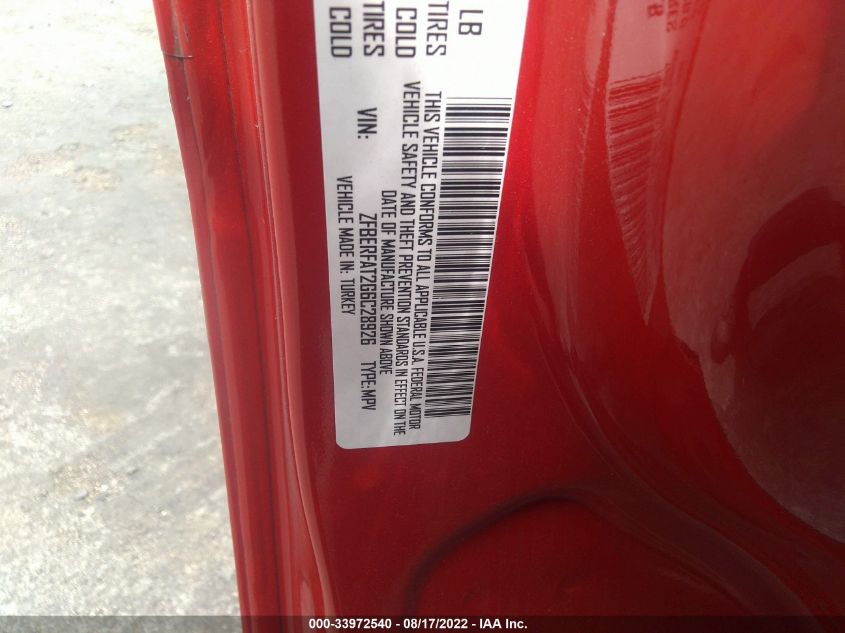 LB
TIRES
COLD
TIRES
COLD
THIS VEHICLE CONFORMS TO ALL APPLICABLE U.S.A. FEDERAL MOTOR
VEHICLE SAFETY AND THEFT PREVENTION STANDARDS IN EFFECT ON THE
DATE OF MANUFACTURE SHOWN ABOVE
VIN: ZFBERFAT2G6C28926 TYPE: MPV
VEHICLE MADE IN: TURKEY
000-33972540 - 08/17/2022 - IAA Inc.